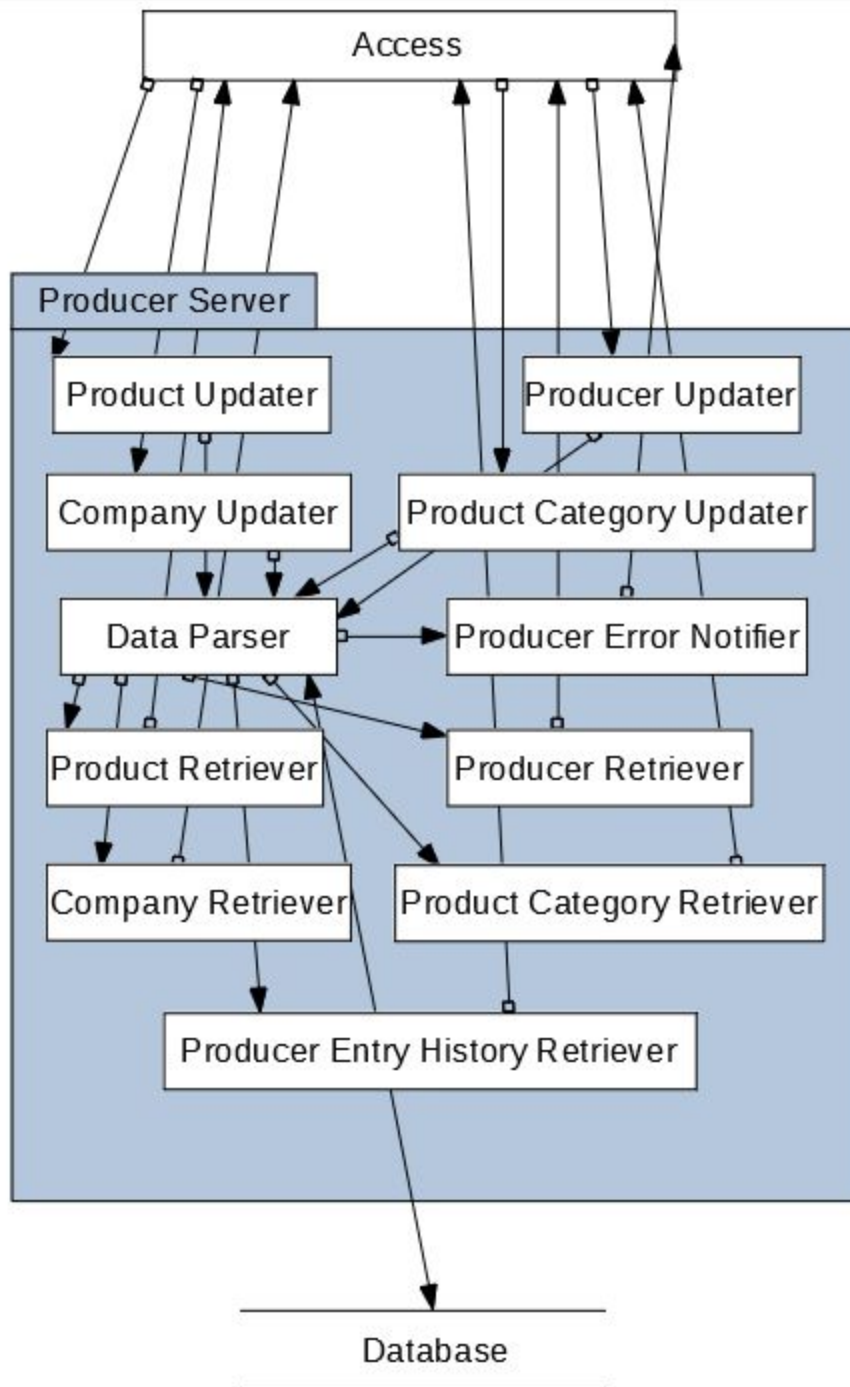 Access
Producer Server
Product Updater
Producer Updater
Company Updater
Product Category Updater
Data Parser
Producer Error Notifier
Product Retriever
Producer Retriever
Company Retriever
Product Category Retriever
Producer Entry History Retriever
Database